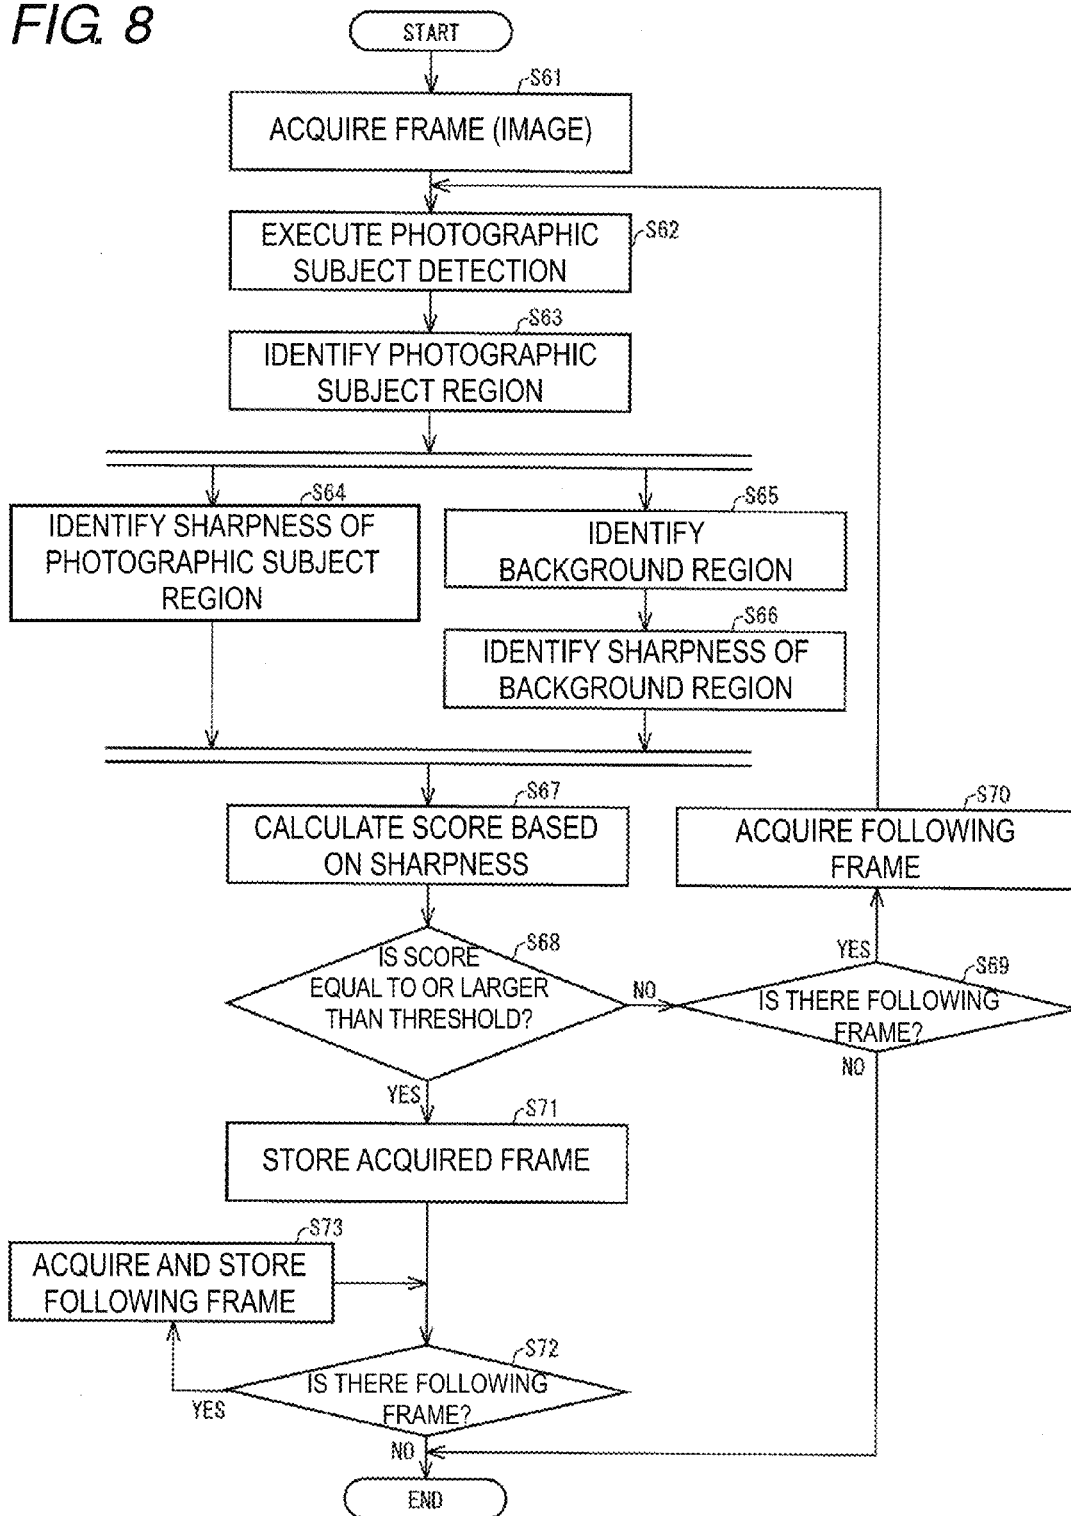 FIG. 8
START
S61
ACQUIRE FRAME (IMAGE)
EXECUTE PHOTOGRAPHIC
SUBJECT DETECTION
S62
S63
IDENTIFY PHOTOGRAPHIC
SUBJECT REGION
S64
IDENTIFY SHARPNESS OF
PHOTOGRAPHIC SUBJECT
REGION
S65
IDENTIFY
BACKGROUND REGION
S66
IDENTIFY SHARPNESS OF
BACKGROUND REGION
S67
CALCULATE SCORE BASED
ON SHARPNESS
S70
ACQUIRE FOLLOWING
FRAME
S68
IS SCORE
EQUAL TO OR LARGER
THAN THRESHOLD?
NO
YES
S69
IS THERE FOLLOWING
FRAME?
NO
YES
S71
STORE ACQUIRED FRAME
S73
ACQUIRE AND STORE
FOLLOWING FRAME
S72
IS THERE FOLLOWING
FRAME?
YES
NO
END